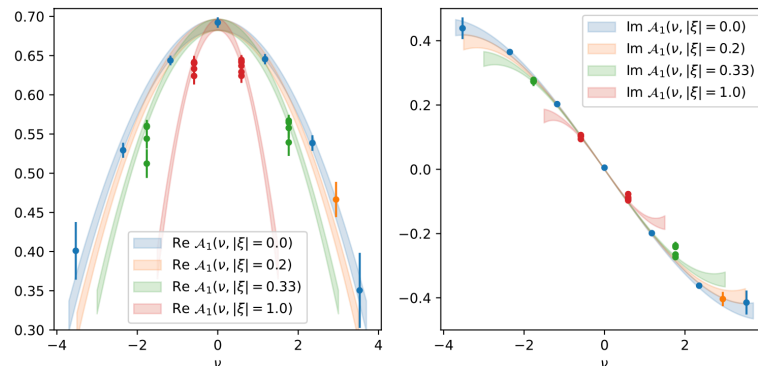 0.70
0.65
0.60
0.55
0.50
0.45
0.40
0.35
0.30
Re 𝒜₁(ν, |ξ| = 0.0)
Re 𝒜₁(ν, |ξ| = 0.2)
Re 𝒜₁(ν, |ξ| = 0.33)
Re 𝒜₁(ν, |ξ| = 1.0)
−4 −2 0 2 4
ν
0.4
0.2
0.0
−0.2
−0.4
Im 𝒜₁(ν, |ξ| = 0.0)
Im 𝒜₁(ν, |ξ| = 0.2)
Im 𝒜₁(ν, |ξ| = 0.33)
Im 𝒜₁(ν, |ξ| = 1.0)
−4 −2 0 2
ν